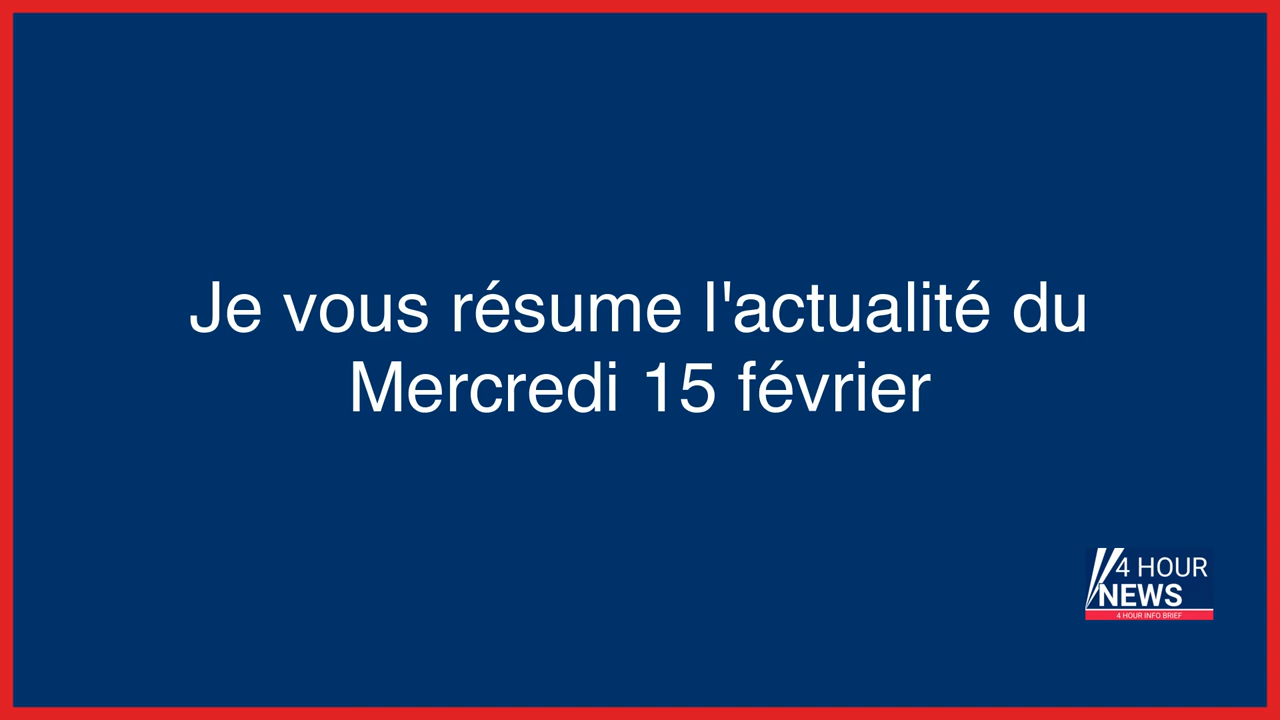 Je vous résume l'actualité du
Mercredi 15 février
4 HOUR
NEWS
4 HOUR INFO BRIEF